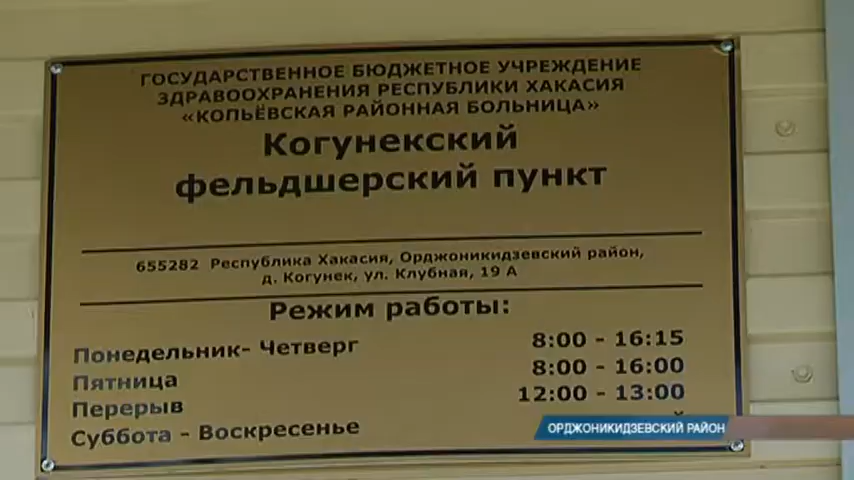 ГОСУДАРСТВЕННОЕ БЮДЖЕТНОЕ УЧРЕЖДЕНИЕ
ЗДРАВООХРАНЕНИЯ РЕСПУБЛИКИ ХАКАСИЯ
«КОПЬЁВСКАЯ РАЙОННАЯ БОЛЬНИЦА»
Когунекский
фельдшерский пункт
655282 Республика Хакасия, Орджоникидзевский район,
д. Когунек, ул. Клубная, 19 А
Режим работы:
Понедельник- Четверг 8:00 - 16:15
Пятница 8:00 - 16:00
Перерыв 12:00 - 13:00
Суббота - Воскресенье
ОРДЖОНИКИДЗЕВСКИЙ РАЙОН